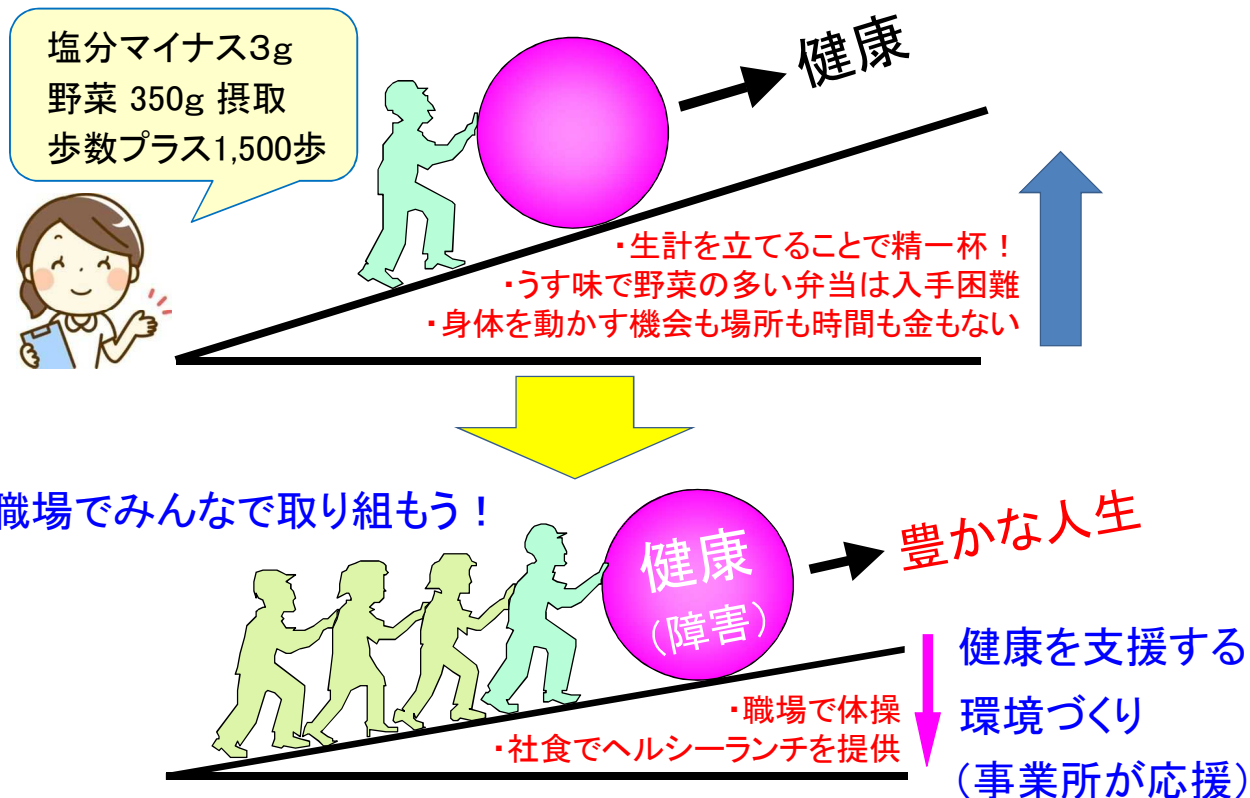 塩分マイナス3g
野菜 350g 摂取
歩数プラス1,500歩
健康
・生計を立てることで精一杯！
・うす味で野菜の多い弁当は入手困難
・身体を動かす機会も場所も時間も金もない
職場でみんなで取り組もう！
健康
（障害）
豊かな人生
・職場で体操
・社食でヘルシーランチを提供
健康を支援する
環境づくり
（事業所が応援）